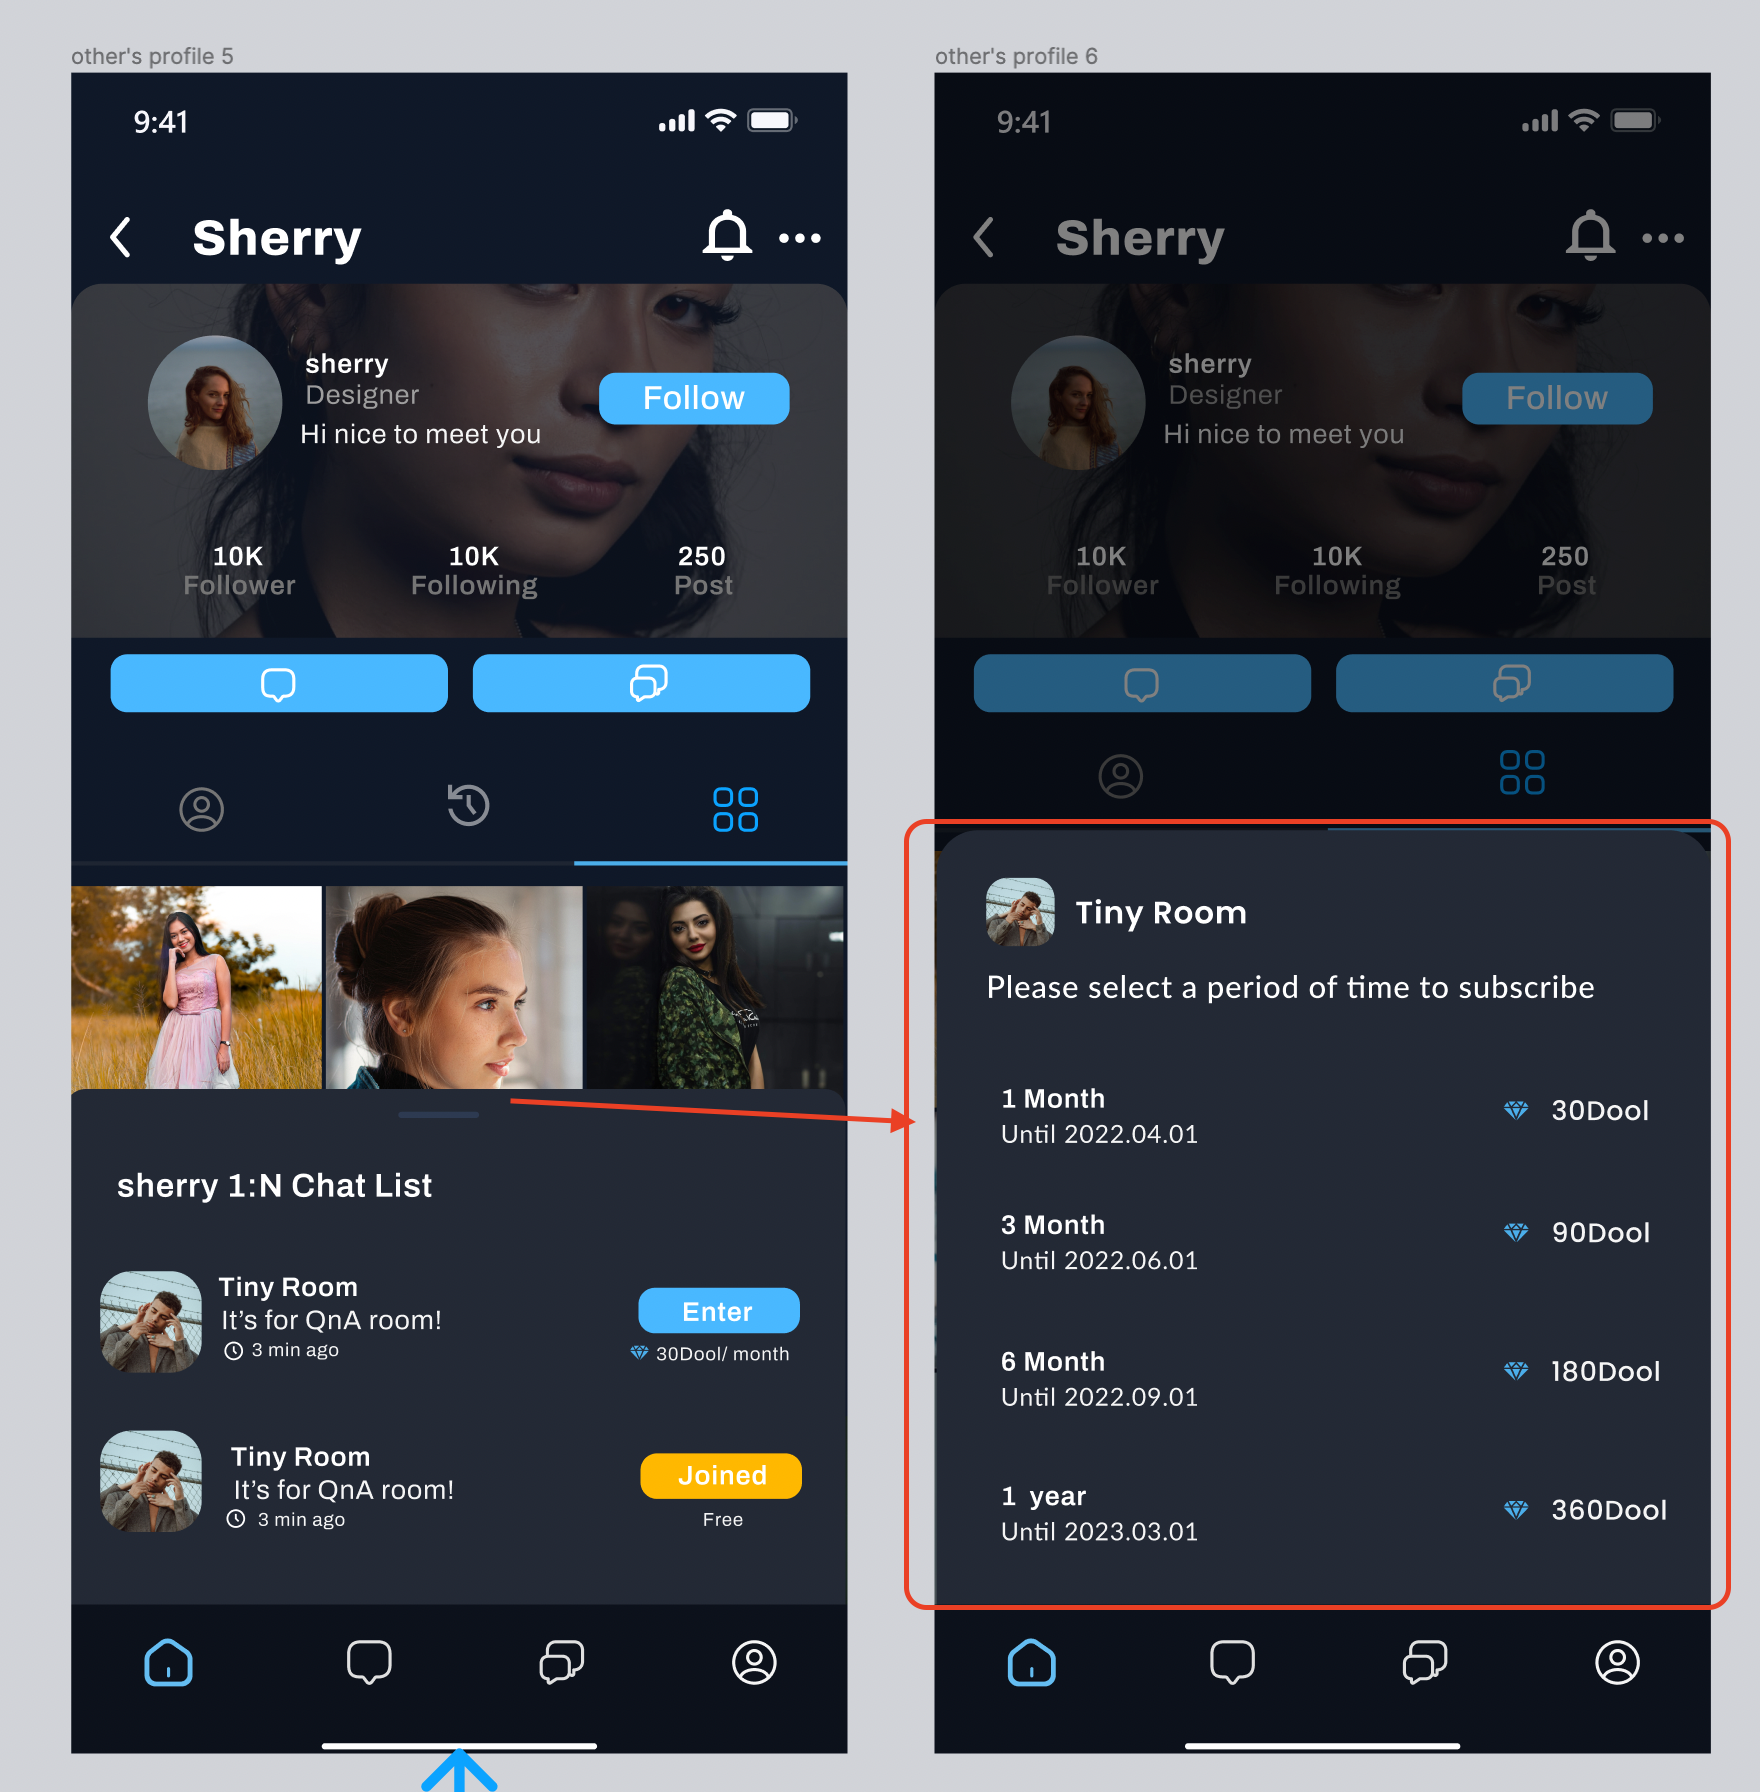 other's profile 5
9:41
Sherry
sherry
Designer
Follow
Hi nice to meet you
10K
10K
250
Follower
Following
Post
sherry 1:N Chat List
Tiny Room
It's for QnA room!
3 min ago
Enter
30Dool/ month
Tiny Room
It's for QnA room!
3 min ago
Joined
Free
other's profile 6
9:41
Sherry
sherry
Designer
Follow
Hi nice to meet you
10K
10K
250
Follower
Following
Post
Tiny Room
Please select a period of time to subscribe
1 Month
Until 2022.04.01
30Dool
3 Month
Until 2022.06.01
90Dool
6 Month
Until 2022.09.01
180Dool
1 year
Until 2023.03.01
360Dool